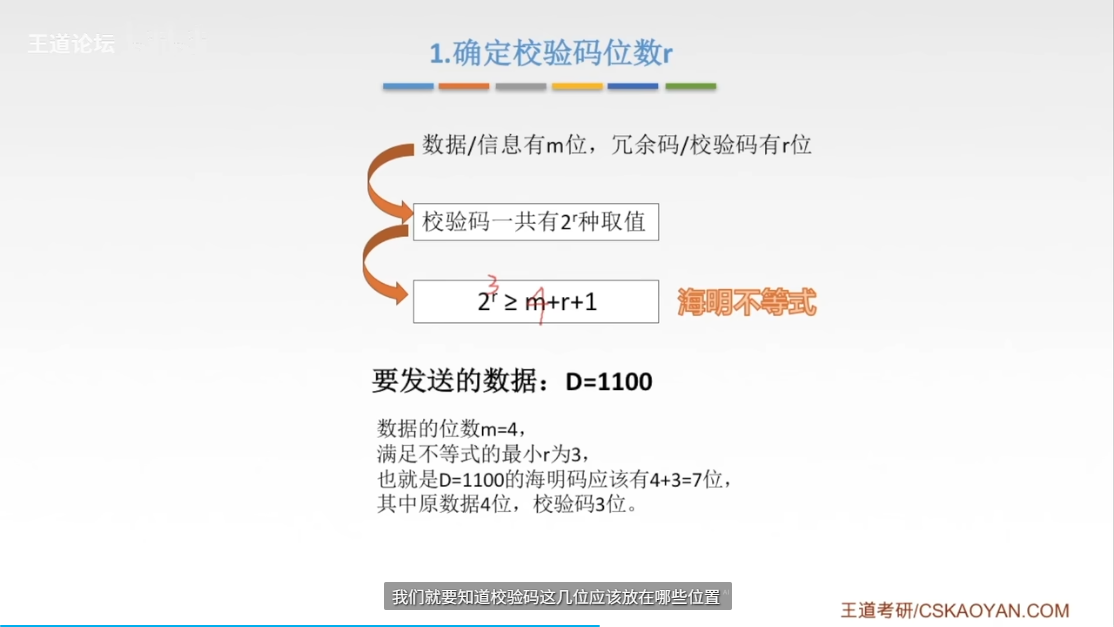 王道论坛
1.确定校验码位数r
数据/信息有m位，冗余码/校验码有r位
校验码一共有2ʳ种取值
3 4
2ʳ ≥ m+r+1
海明不等式
要发送的数据：D=1100
数据的位数m=4，
满足不等式的最小r为3，
也就是D=1100的海明码应该有4+3=7位，
其中原数据4位，校验码3位。
我们就要知道校验码这几位应该放在哪些位置
王道考研/CSKAOYAN.COM